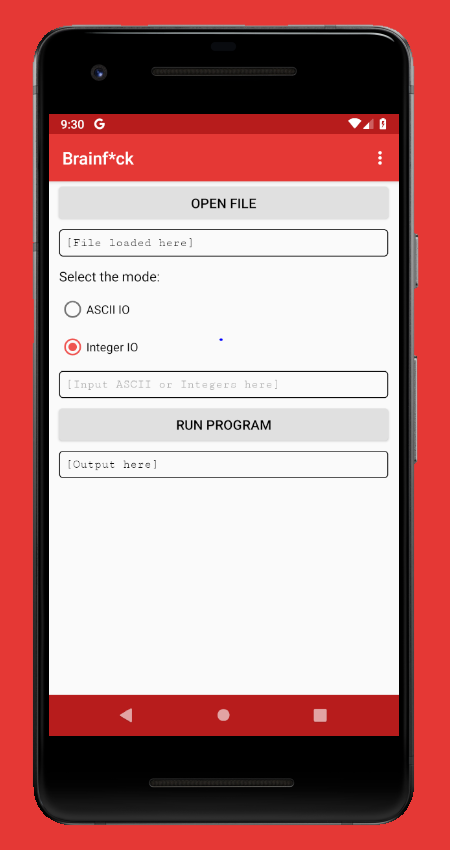 9:30 G
Brainf*ck
OPEN FILE
[File loaded here]
Select the mode:
ASCII IO
Integer IO
[Input ASCII or Integers here]
RUN PROGRAM
[Output here]